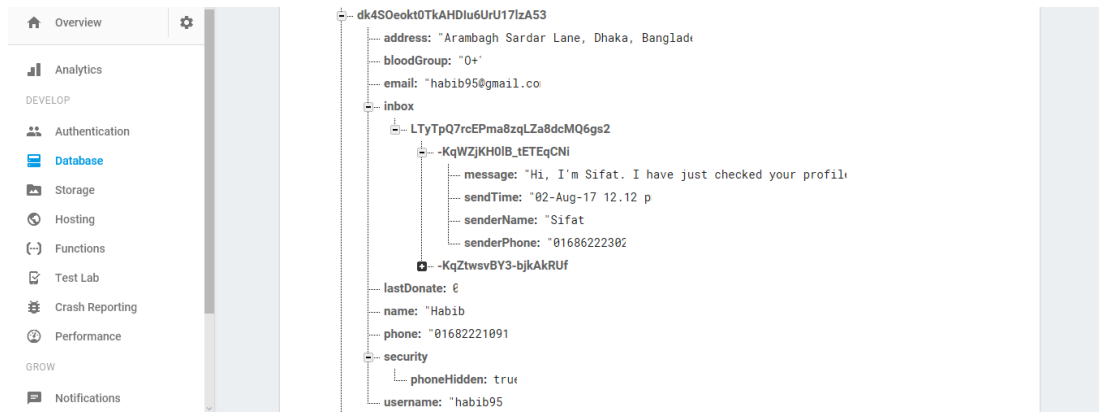 Overview
Analytics
DEVELOP
Authentication
Database
Storage
Hosting
Functions
Test Lab
Crash Reporting
Performance
GROW
Notifications
dk4SOeokt0TkAHDlu6UrU17lzA53
address: "Arambagh Sardar Lane, Dhaka, Banglade
bloodGroup: "O+"
email: "habib95@gmail.co
inbox
LTyTpQ7rcEPma8zqLZa8dcMQ6gs2
-KqWZjKH0lB_tETEqCNi
message: "Hi, I'm Sifat. I have just checked your profile
sendTime: "02-Aug-17 12.12 p
senderName: "Sifat
senderPhone: "01686222302
-KqZtwsvBY3-bjkAkRUf
lastDonate: 0
name: "Habib
phone: "01682221091
security
phoneHidden: true
username: "habib95